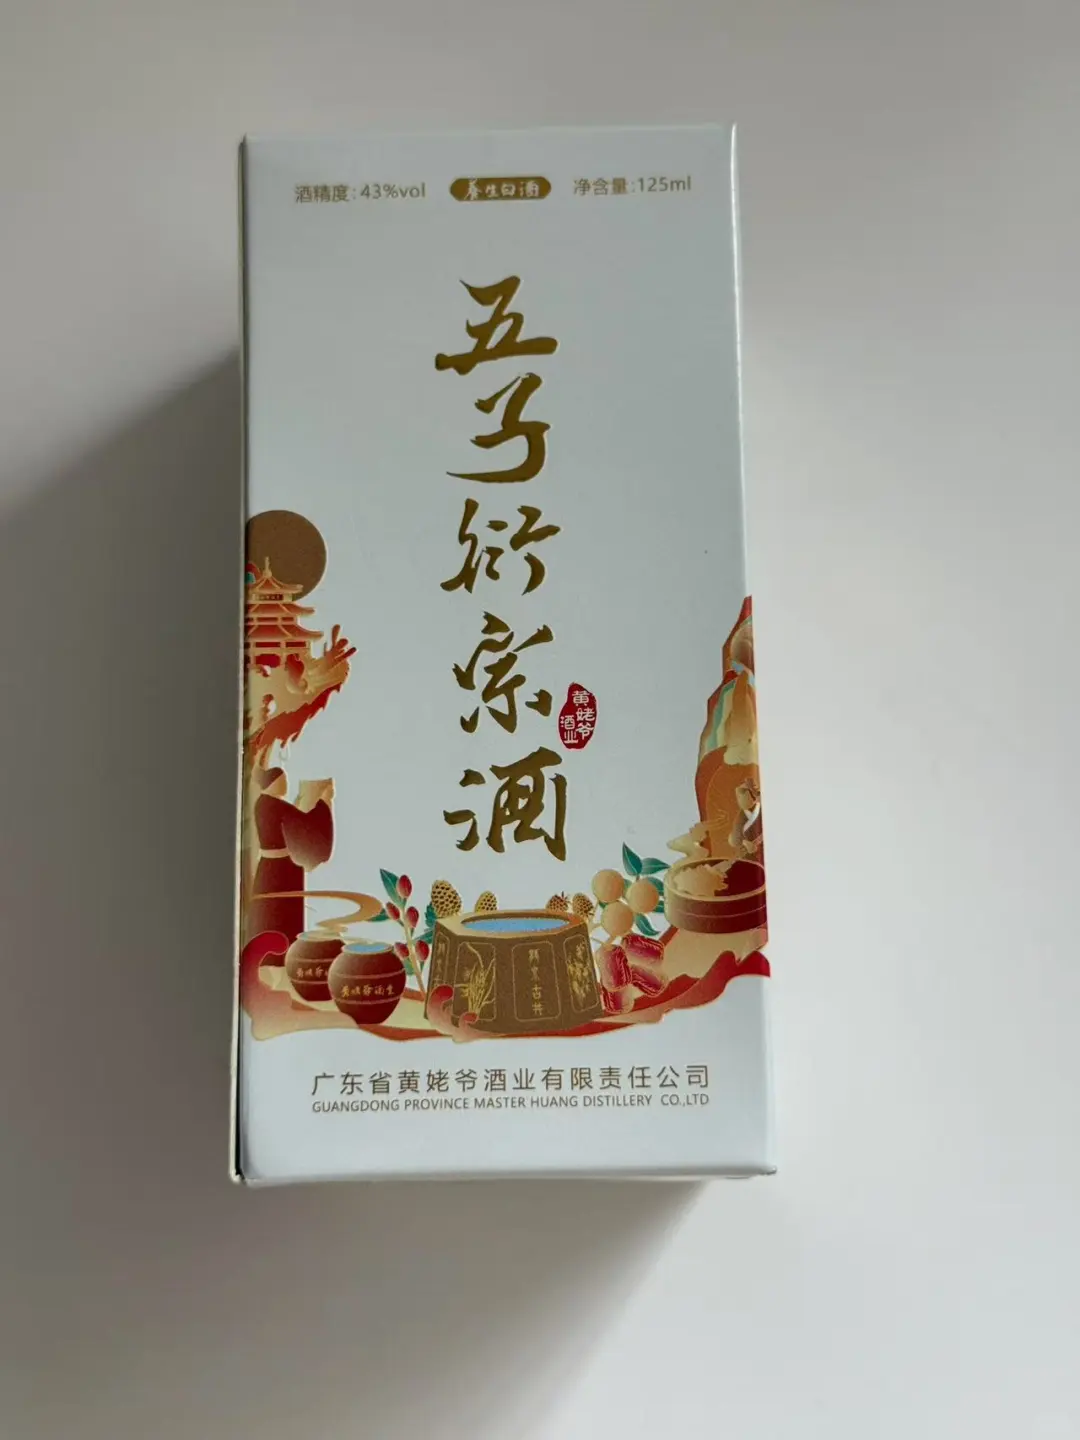 酒精度:43%vol
养生白酒
净含量:125ml
五子衍宗酒
黄姥爷
酒业
广东省黄姥爷酒业有限责任公司
GUANGDONG PROVINCE MASTER HUANG DISTILLERY CO.,LTD